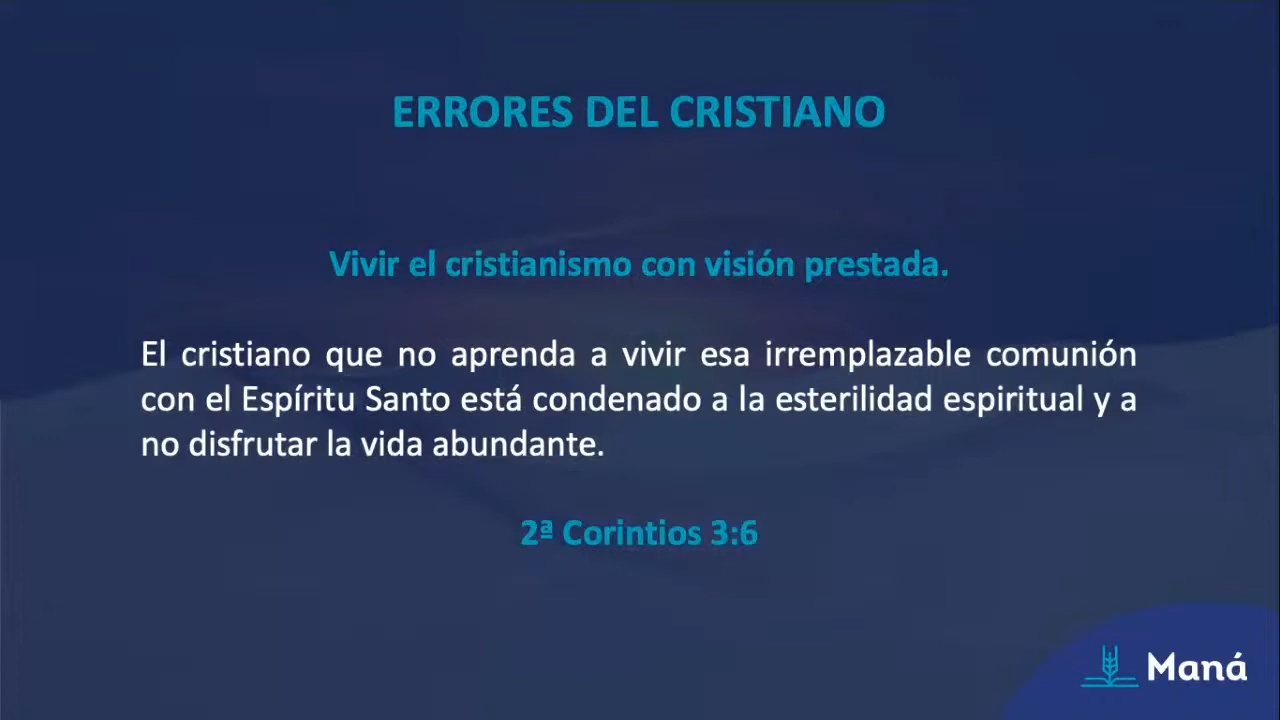 ERRORES DEL CRISTIANO
Vivir el cristianismo con visión prestada.
El cristiano que no aprenda a vivir esa irremplazable comunión
con el Espíritu Santo está condenado a la esterilidad espiritual y a
no disfrutar la vida abundante.
2ª Corintios 3:6
Maná